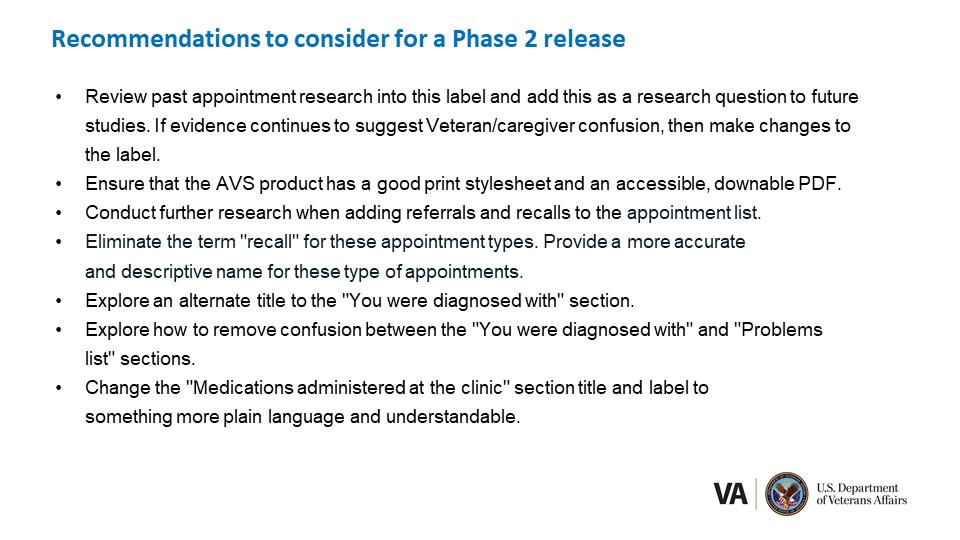 Recommendations to consider for a Phase 2 release
• Review past appointment research into this label and add this as a research question to future
studies. If evidence continues to suggest Veteran/caregiver confusion, then make changes to
the label.
• Ensure that the AVS product has a good print stylesheet and an accessible, downable PDF.
• Conduct further research when adding referrals and recalls to the appointment list.
• Eliminate the term "recall" for these appointment types. Provide a more accurate
and descriptive name for these type of appointments.
• Explore an alternate title to the "You were diagnosed with" section.
• Explore how to remove confusion between the "You were diagnosed with" and "Problems
list" sections.
• Change the "Medications administered at the clinic" section title and label to
something more plain language and understandable.
VA
U.S. Department
of Veterans Affairs